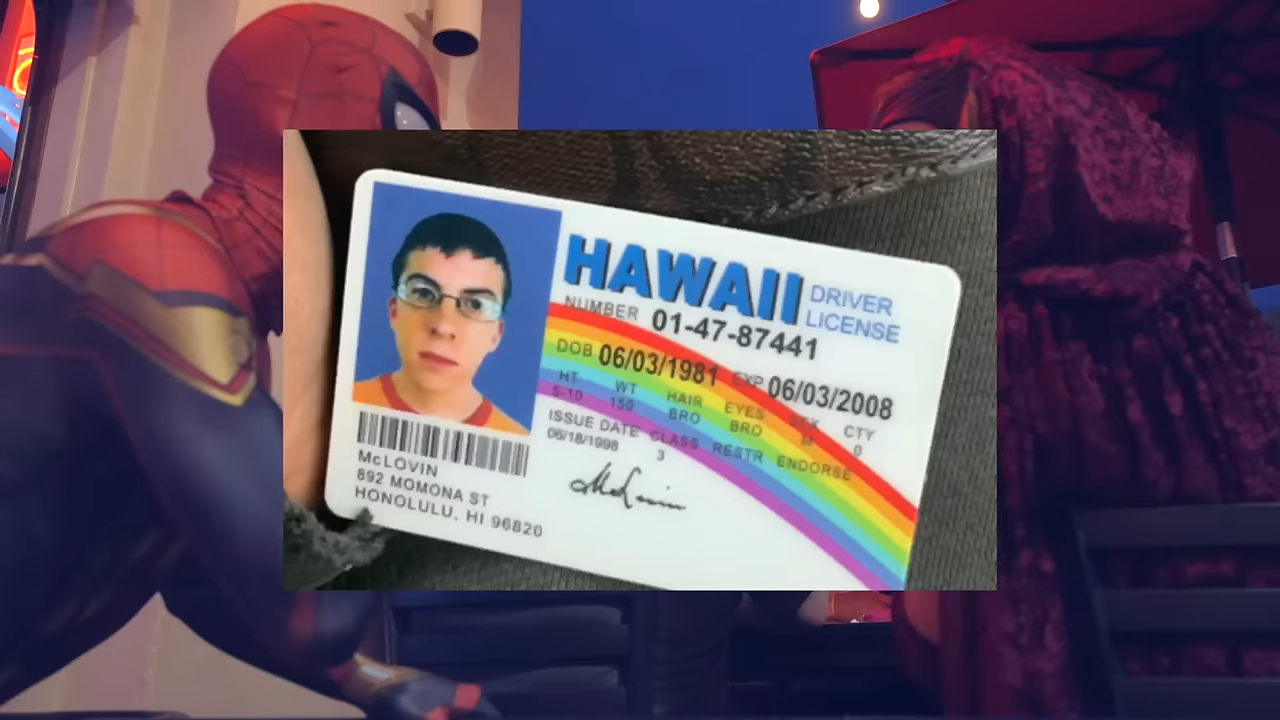 HAWAII DRIVER LICENSE
NUMBER 01-47-87441
DOB 06/03/1981 EXP 06/03/2008
HT WT HAIR EYES SEX CTY
5-10 150 BRO BRO M 0
ISSUE DATE CLASS RESTR ENDORSE
06/18/1998 3
McLovin
McLOVIN
892 MOMONA ST
HONOLULU, HI 96820